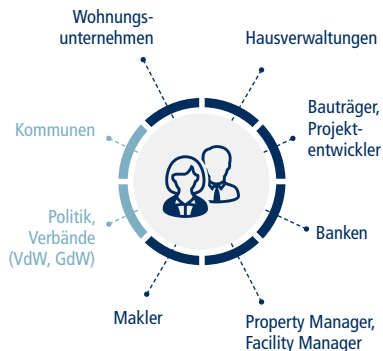 Wohnungs-
unternehmen
Hausverwaltungen
Bauträger,
Projekt-
entwickler
Banken
Property Manager,
Facility Manager
Makler
Politik,
Verbände
(VdW, GdW)
Kommunen